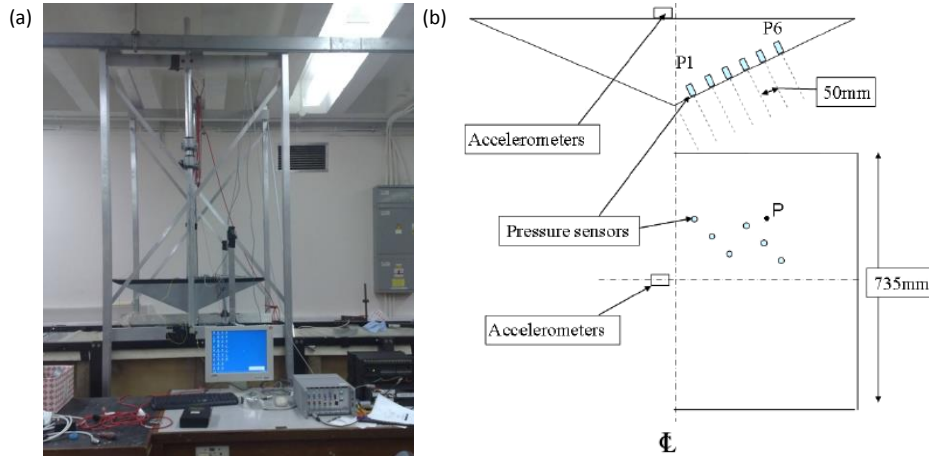 (a)
(b)
P6
P1
50mm
Accelerometers
P
Pressure sensors
735mm
Accelerometers
℄